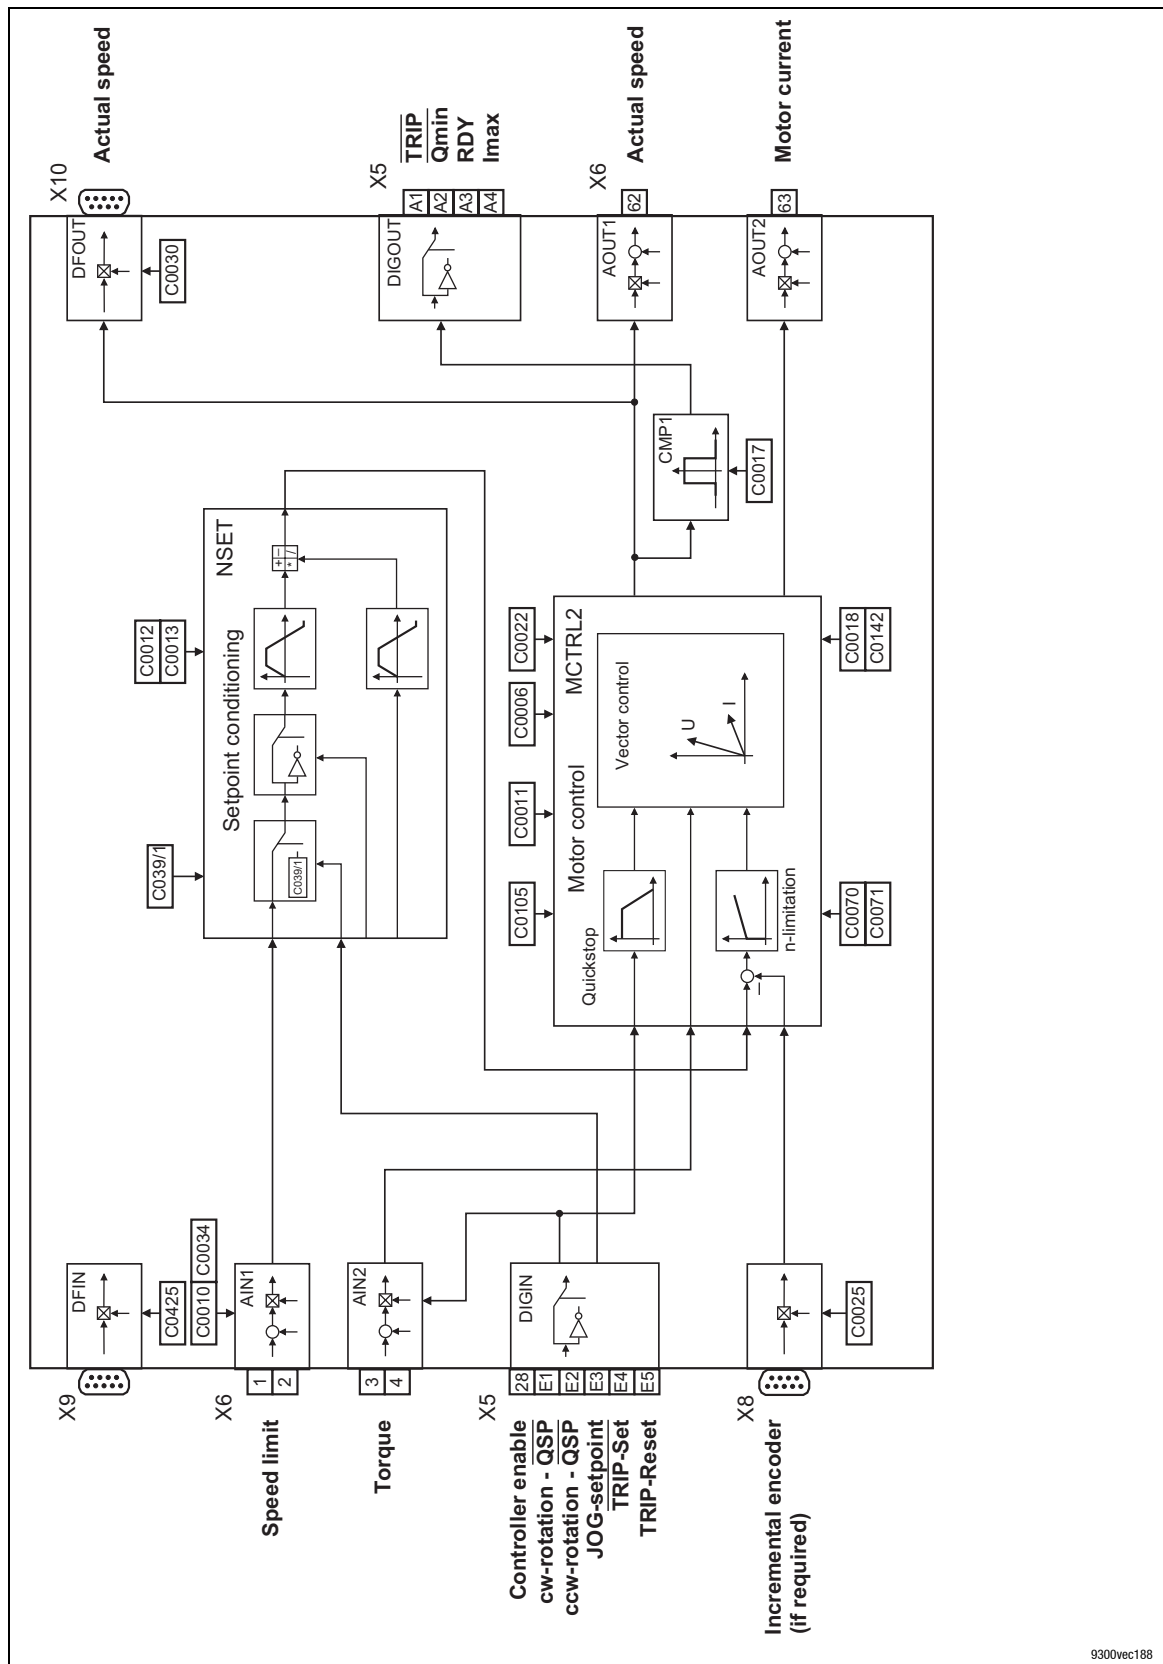 X9
DFIN
C0425
X6
Speed limit
1
2
AIN1
C0010
C0034
Torque
3
4
AIN2
X5
Controller enable
cw-rotation - QSP
ccw-rotation - QSP
JOG-setpoint
TRIP-Set
TRIP-Reset
28
E1
E2
E3
E4
E5
DIGIN
X8
Incremental encoder
(if required)
C0025
C039/1
C0012
C0013
Setpoint conditioning
NSET
C039/1
+ −
* /
C0105
C0011
C0006
C0022
Motor control
MCTRL2
Quickstop
Vector control
U
I
n-limitation
C0070
C0071
C0018
C0142
CMP1
C0017
X10
Actual speed
DFOUT
C0030
X5
TRIP
Qmin
RDY
Imax
A1
A2
A3
A4
DIGOUT
X6
Actual speed
62
AOUT1
Motor current
63
AOUT2
9300vec188